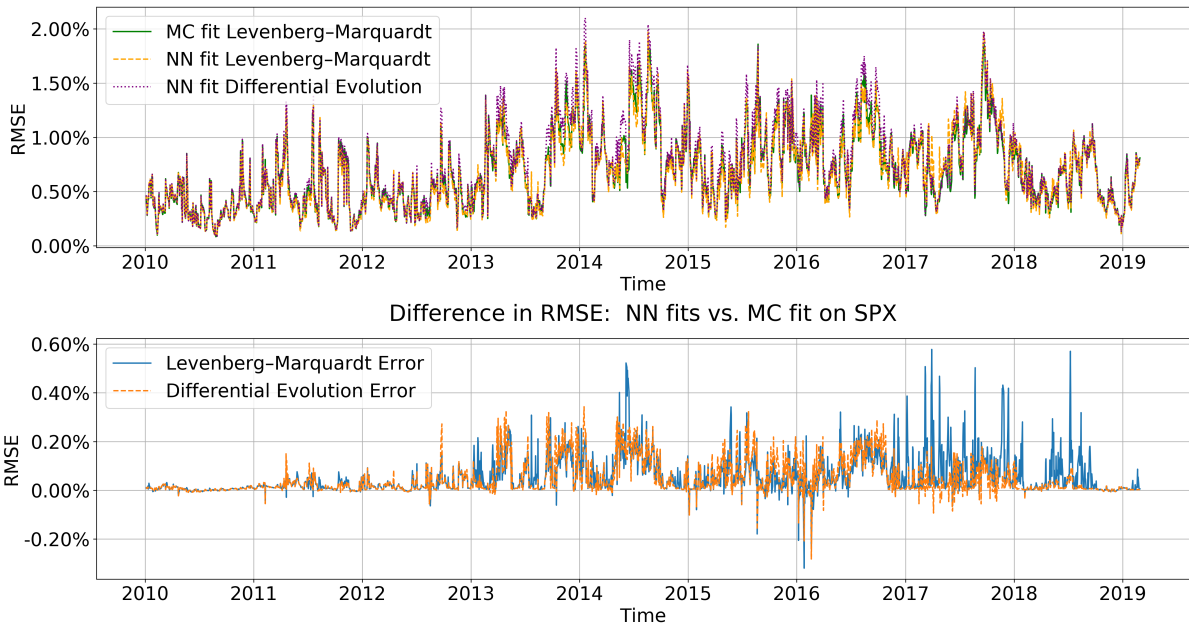 2.00%
1.50%
1.00%
0.50%
0.00%
RMSE
MC fit Levenberg–Marquardt
NN fit Levenberg–Marquardt
NN fit Differential Evolution
2010 2011 2012 2013 2014 2015 2016 2017 2018 2019
Time
Difference in RMSE:  NN fits vs. MC fit on SPX
0.60%
0.40%
0.20%
0.00%
-0.20%
RMSE
Levenberg–Marquardt Error
Differential Evolution Error
2010 2011 2012 2013 2014 2015 2016 2017 2018 2019
Time